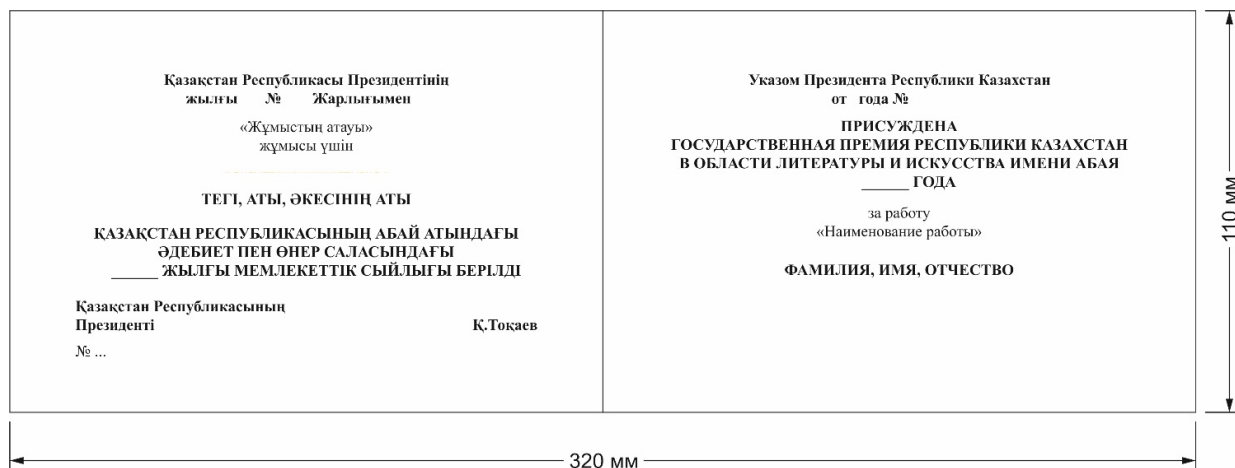 Қазақстан Республикасы Президентінің
жылғы № Жарлығымен
«Жұмыстың атауы»
жұмысы үшін
ТЕГІ, АТЫ, ӘКЕСІНІҢ АТЫ
ҚАЗАҚСТАН РЕСПУБЛИКАСЫНЫҢ АБАЙ АТЫНДАҒЫ
ӘДЕБИЕТ ПЕН ӨНЕР САЛАСЫНДАҒЫ
______ ЖЫЛҒЫ МЕМЛЕКЕТТІК СЫЙЛЫҒЫ БЕРІЛДІ
Қазақстан Республикасының
Президенті Қ.Тоқаев
№ ...
Указом Президента Республики Казахстан
от года №
ПРИСУЖДЕНА
ГОСУДАРСТВЕННАЯ ПРЕМИЯ РЕСПУБЛИКИ КАЗАХСТАН
В ОБЛАСТИ ЛИТЕРАТУРЫ И ИСКУССТВА ИМЕНИ АБАЯ
______ ГОДА
за работу
«Наименование работы»
ФАМИЛИЯ, ИМЯ, ОТЧЕСТВО
110 мм
320 мм